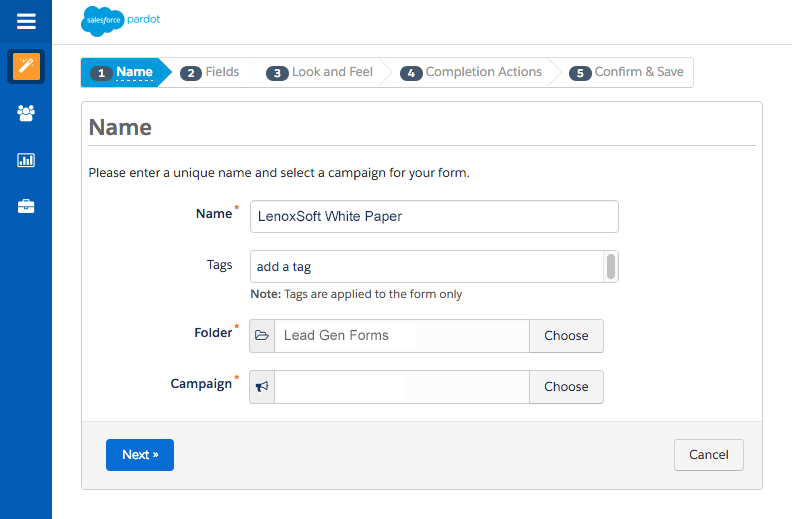 salesforce pardot
1 Name 2 Fields 3 Look and Feel 4 Completion Actions 5 Confirm & Save
Name
Please enter a unique name and select a campaign for your form.
Name* LenoxSoft White Paper
Tags add a tag
Note: Tags are applied to the form only
Folder* Lead Gen Forms Choose
Campaign* Choose
Next » Cancel